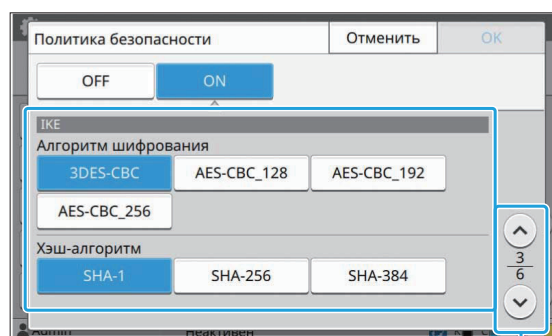 Политика безопасности Отменить OK
OFF ON
IKE
Алгоритм шифрования
3DES-CBC AES-CBC_128 AES-CBC_192
AES-CBC_256
Хэш-алгоритм
SHA-1 SHA-256 SHA-384
3
6
Admin Неактивен